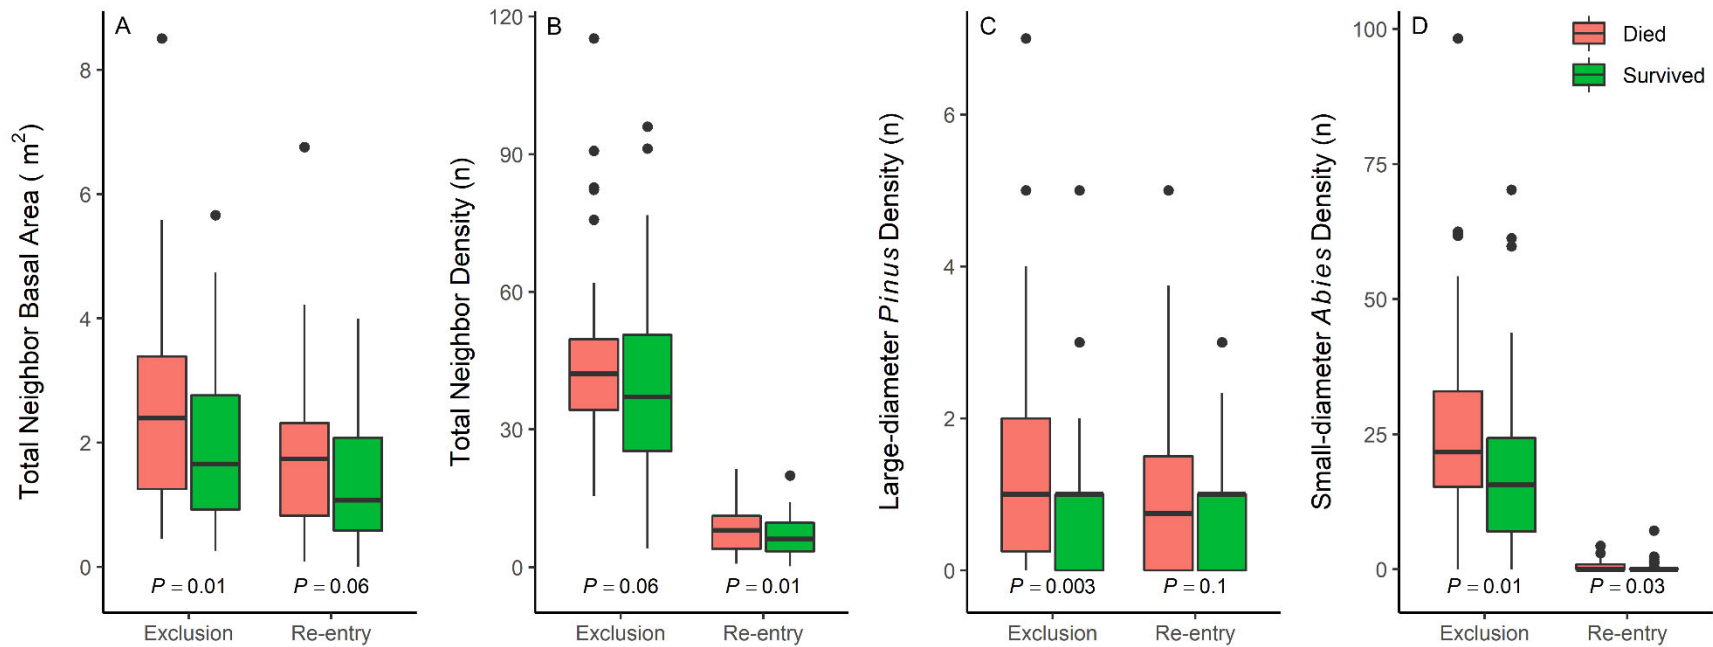 A
Total Neighbor Basal Area ( m²)
8
6
4
2
0
P = 0.01
P = 0.06
Exclusion
Re-entry
B
Total Neighbor Density (n)
120
90
60
30
0
P = 0.06
P = 0.01
Exclusion
Re-entry
C
Large-diameter Pinus Density (n)
6
4
2
0
P = 0.003
P = 0.1
Exclusion
Re-entry
D
Small-diameter Abies Density (n)
100
75
50
25
0
P = 0.01
P = 0.03
Exclusion
Re-entry
Died
Survived